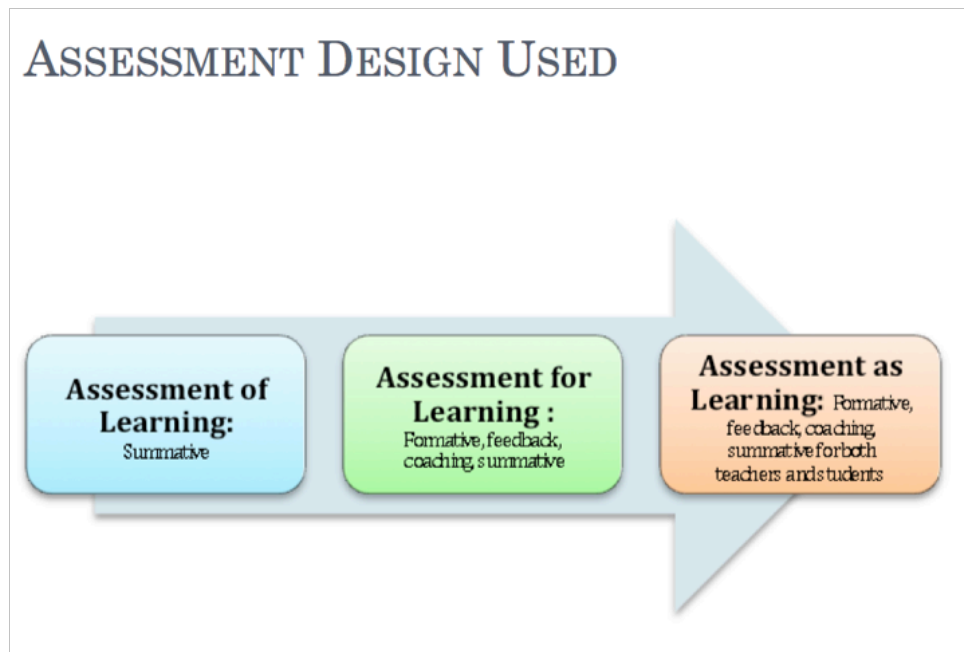 ASSESSMENT DESIGN USED
Assessment of
Learning:
Summative
Assessment for
Learning :
Formative, feedback,
coaching, summative
Assessment as
Learning: Formative,
feedback, coaching,
summative for both
teachers and students